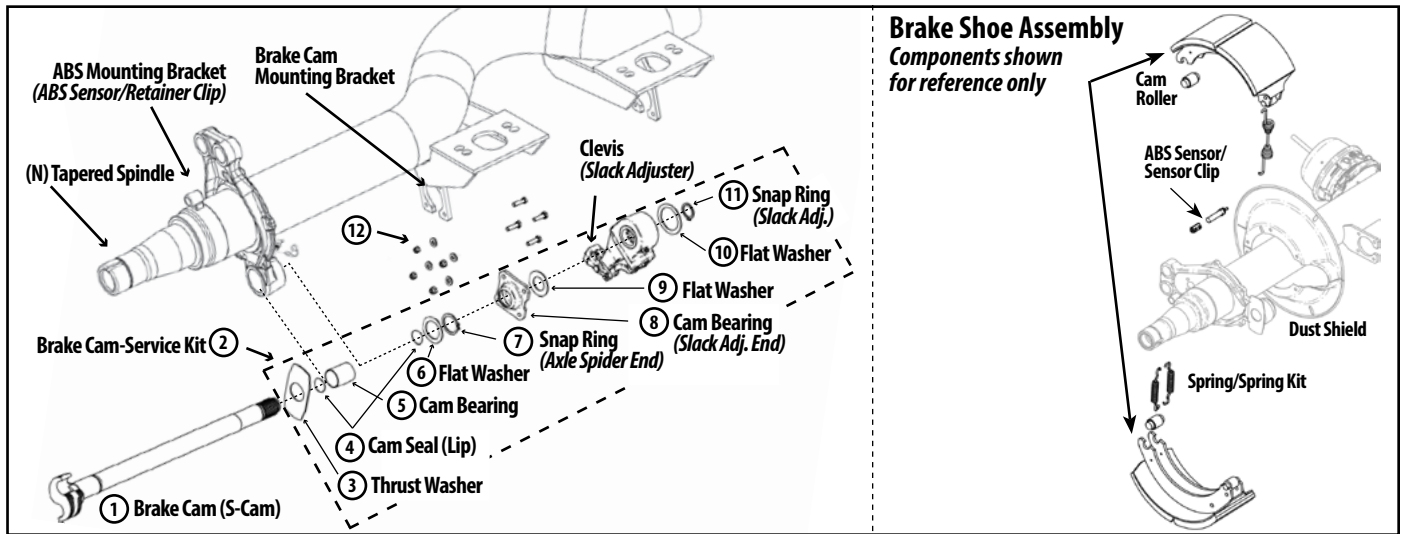 ABS Mounting Bracket
(ABS Sensor/Retainer Clip)
Brake Cam
Mounting Bracket
(N) Tapered Spindle
Clevis
(Slack Adjuster)
11 Snap Ring
(Slack Adj.)
10 Flat Washer
12
9 Flat Washer
8 Cam Bearing
(Slack Adj. End)
7 Snap Ring
(Axle Spider End)
6 Flat Washer
5 Cam Bearing
4 Cam Seal (Lip)
3 Thrust Washer
Brake Cam-Service Kit 2
1 Brake Cam (S-Cam)
Brake Shoe Assembly
Components shown
for reference only
Cam
Roller
ABS Sensor/
Sensor Clip
Dust Shield
Spring/Spring Kit